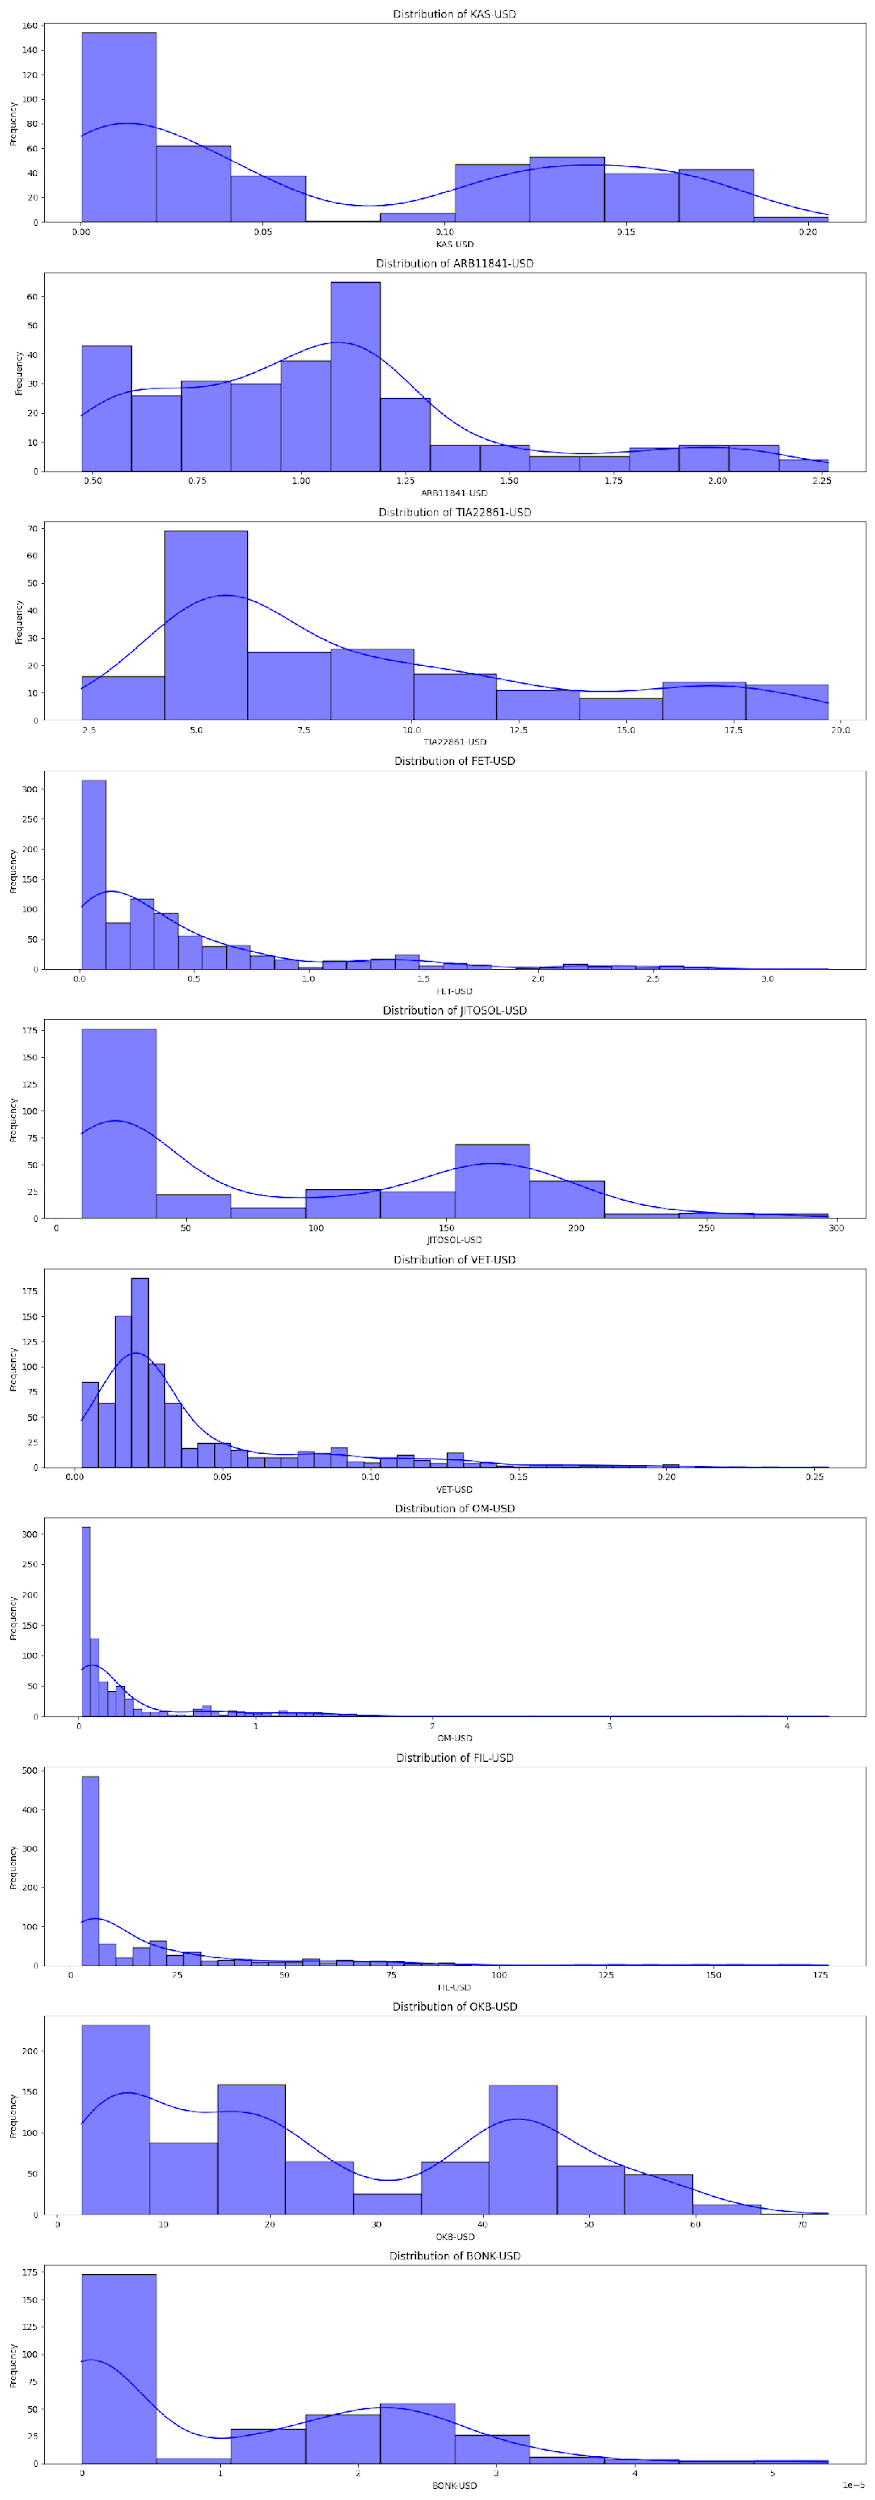 Distribution of KAS-USD
160
140
120
100
80
60
40
20
0
Frequency
0.00 0.05 0.10 0.15 0.20
KAS-USD
Distribution of ARB11841-USD
60
50
40
30
20
10
0
Frequency
0.50 0.75 1.00 1.25 1.50 1.75 2.00 2.25
ARB11841-USD
Distribution of TIA22861-USD
70
60
50
40
30
20
10
0
Frequency
2.5 5.0 7.5 10.0 12.5 15.0 17.5 20.0
TIA22861-USD
Distribution of FET-USD
300
250
200
150
100
50
0
Frequency
0.0 0.5 1.0 1.5 2.0 2.5 3.0
FET-USD
Distribution of JITOSOL-USD
175
150
125
100
75
50
25
0
Frequency
0 50 100 150 200 250 300
JITOSOL-USD
Distribution of VET-USD
175
150
125
100
75
50
25
0
Frequency
0.00 0.05 0.10 0.15 0.20 0.25
VET-USD
Distribution of OM-USD
300
250
200
150
100
50
0
Frequency
0 1 2 3 4
OM-USD
Distribution of FIL-USD
500
400
300
200
100
0
Frequency
0 25 50 75 100 125 150 175
FIL-USD
Distribution of OKB-USD
200
150
100
50
0
Frequency
0 10 20 30 40 50 60 70
OKB-USD
Distribution of BONK-USD
175
150
125
100
75
50
25
0
Frequency
0 1 2 3 4 5
1e−5
BONK-USD